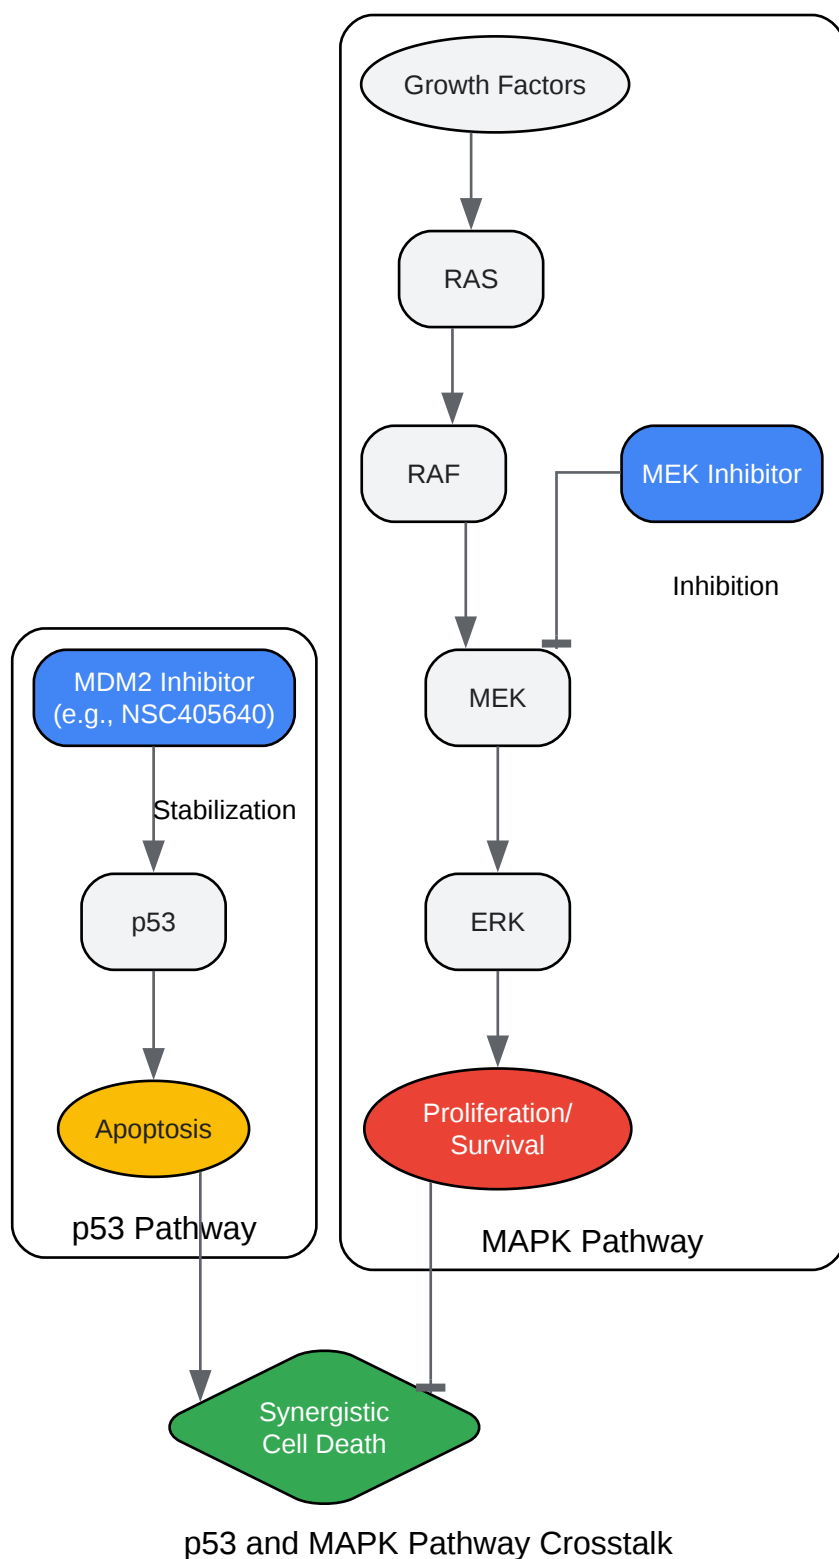 Growth Factors
RAS
RAF
MEK Inhibitor
Inhibition
MDM2 Inhibitor
(e.g., NSC405640)
MEK
Stabilization
p53
ERK
Apoptosis
Proliferation/
Survival
p53 Pathway
MAPK Pathway
Synergistic
Cell Death
p53 and MAPK Pathway Crosstalk